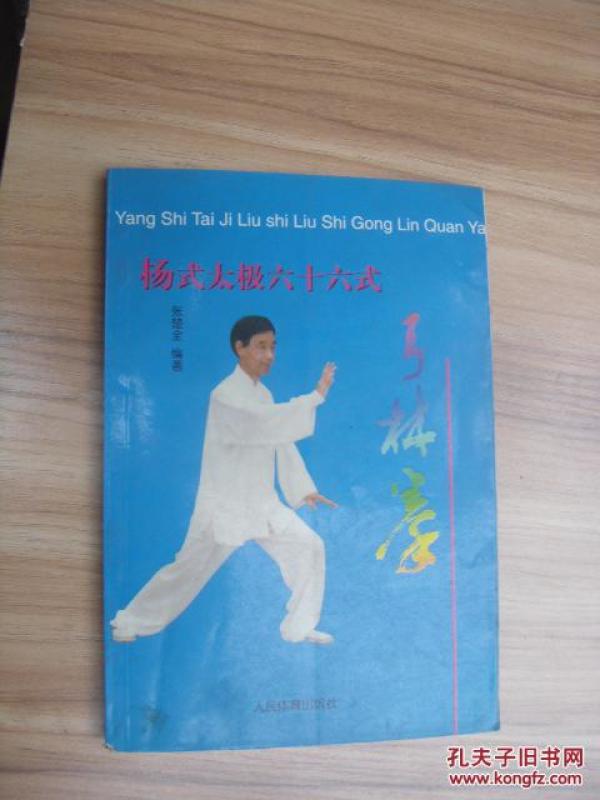 Yang Shi Tai Ji Liu shi Liu Shi Gong Lin Quan Ya
杨式太极六十六式
张楚全 编著
弓林拳
人民体育出版社
孔夫子旧书网
www.kongfz.com